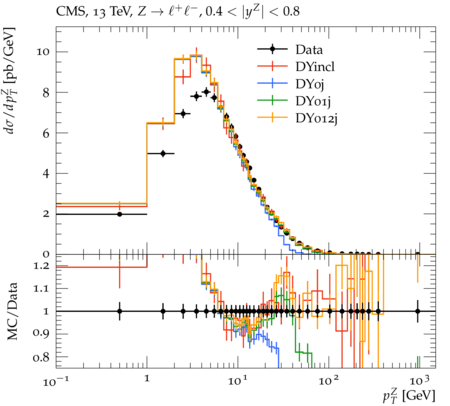 CMS, 13 TeV, Z → ℓ⁺ℓ⁻, 0.4 < |y^Z| < 0.8
dσ/dp_T^Z [pb/GeV]
10
8
6
4
2
0
Data
DYincl
DY0j
DY01j
DY012j
MC/Data
1.2
1.1
1
0.9
0.8
10⁻¹ 1 10¹ 10² 10³
p_T^Z [GeV]